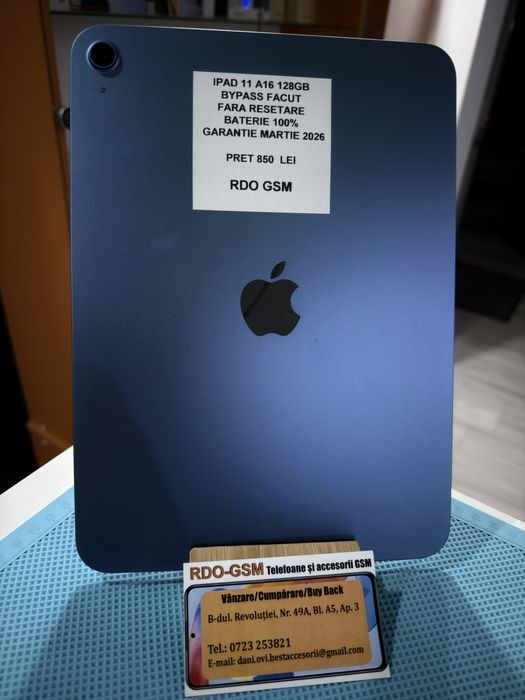 IPAD 11 A16 128GB
BYPASS FACUT
FARA RESETARE
BATERIE 100%
GARANTIE MARTIE 2026
PRET 850 LEI
RDO GSM
RDO-GSM Telefoane și accesorii GSM
Vânzare/Cumpărare/Buy Back
B-dul. Revoluției, Nr. 49A, Bl. A5, Ap. 3
Tel.: 0723 253821
E-mail: dani.ovi.bestaccesorii@gmail.com